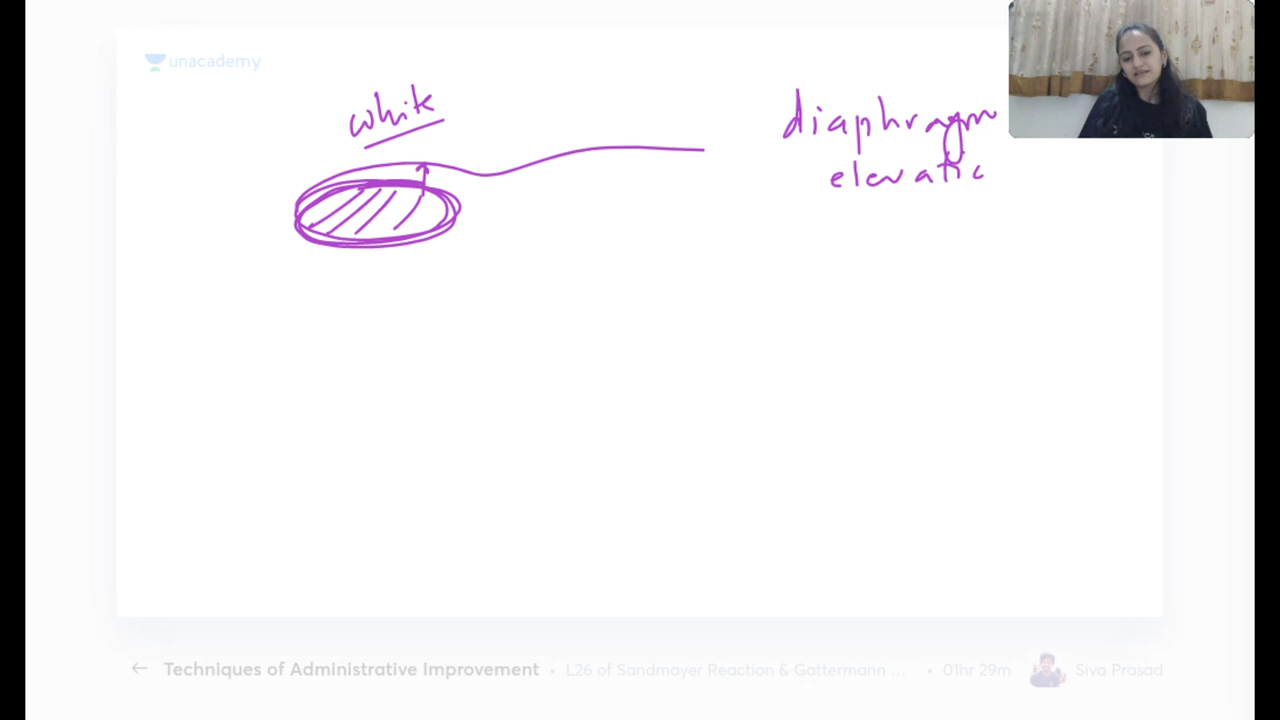 unacademy
white
diaphragm
elevatic
Techniques of Administrative Improvement • L26 of Sandmayer Reaction & Gattermann ... • 01hr 29m Siva Prasad